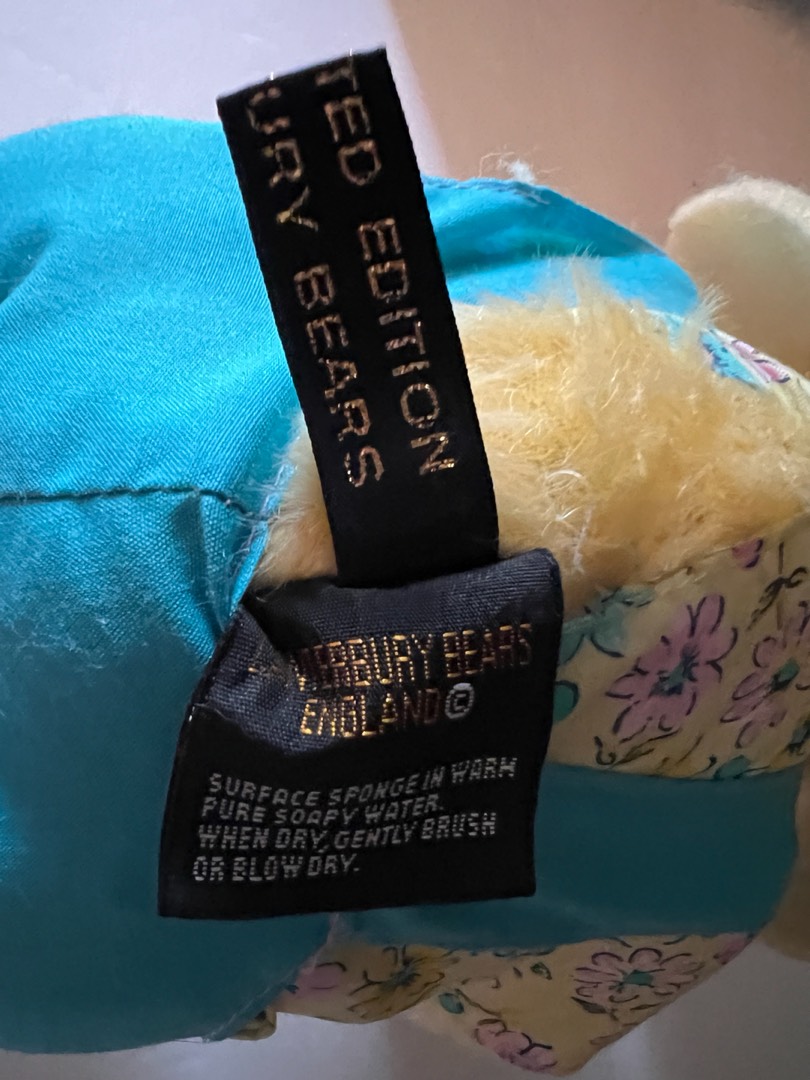 TED EDITION
URY BEARS
TERBURY BEARS
ENGLAND©
SURFACE SPONGE IN WARM
PURE SOAPY WATER.
WHEN DRY, GENTLY BRUSH
OR BLOW DRY.